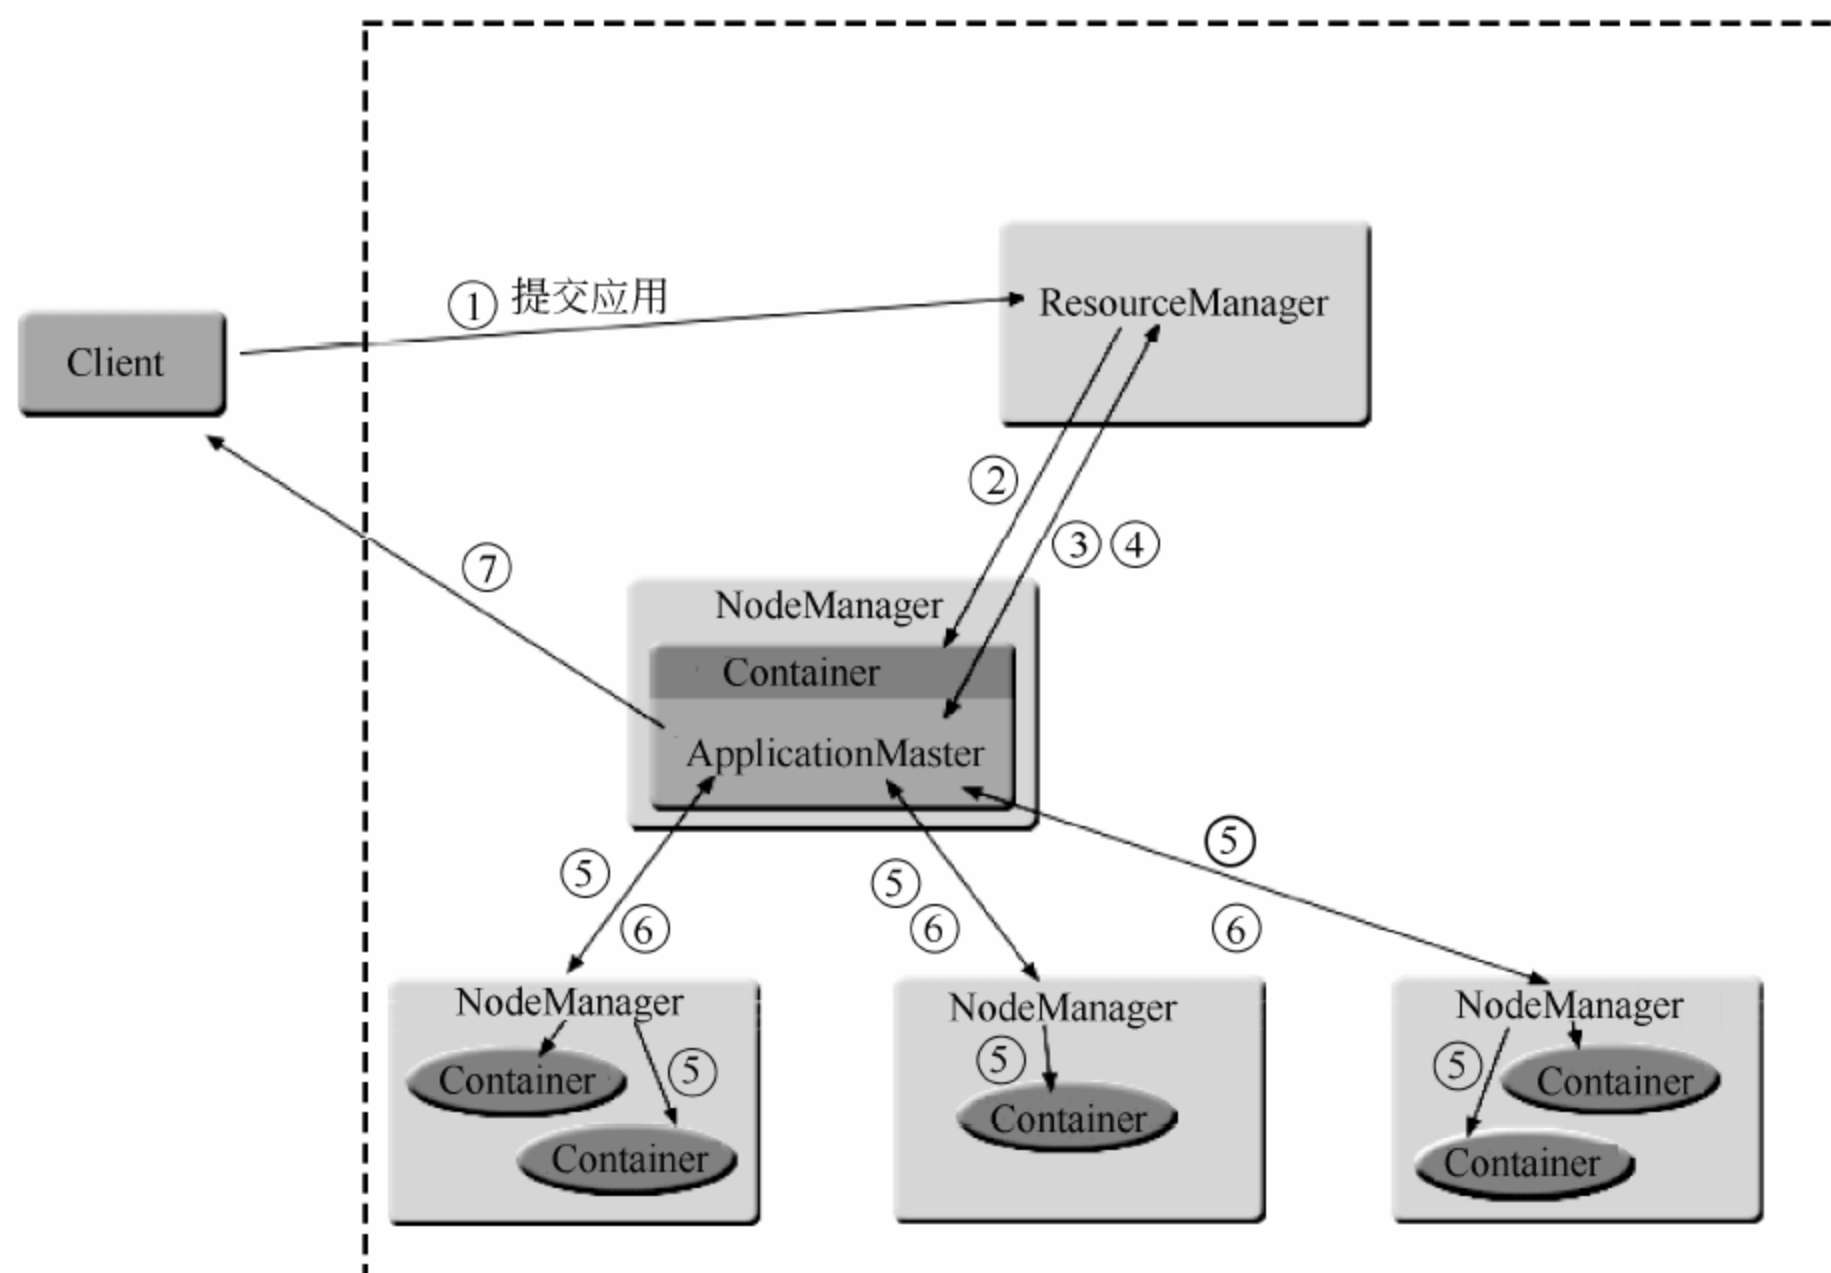 ① 提交应用
ResourceManager
Client
②
③ ④
⑦
NodeManager
Container
ApplicationMaster
⑤
⑤
⑤
⑥
⑥
⑥
NodeManager
NodeManager
NodeManager
⑤
⑤
⑤
Container
Container
Container
Container
Container